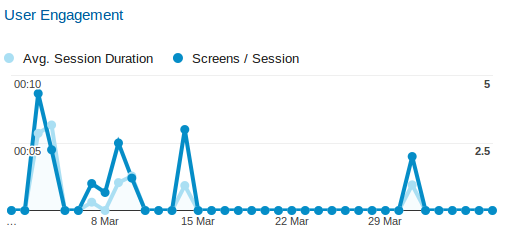 User Engagement
Avg. Session Duration Screens / Session
00:10 5
00:05 2.5
... 8 Mar 15 Mar 22 Mar 29 Mar